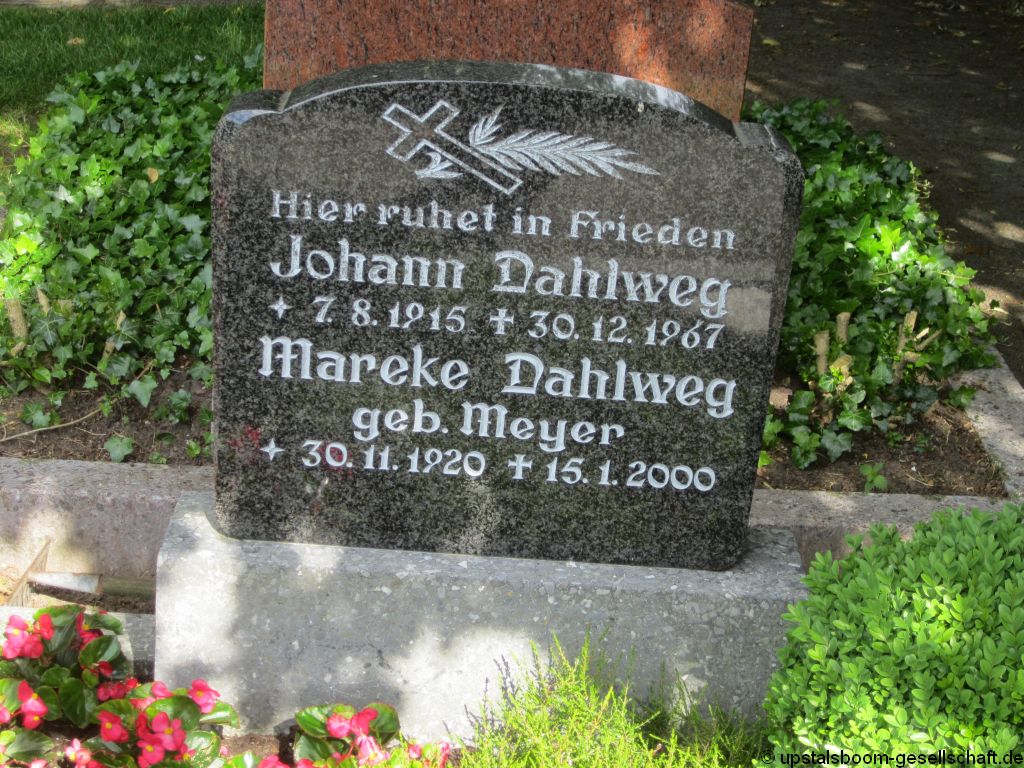 Hier ruhet in Frieden
Johann Dahlweg
✦ 7. 8. 1915 ✝ 30. 12. 1967
Mareke Dahlweg
geb. Meyer
✦ 30. 11. 1920 ✝ 15. 1. 2000
© upstalsboom-gesellschaft.de